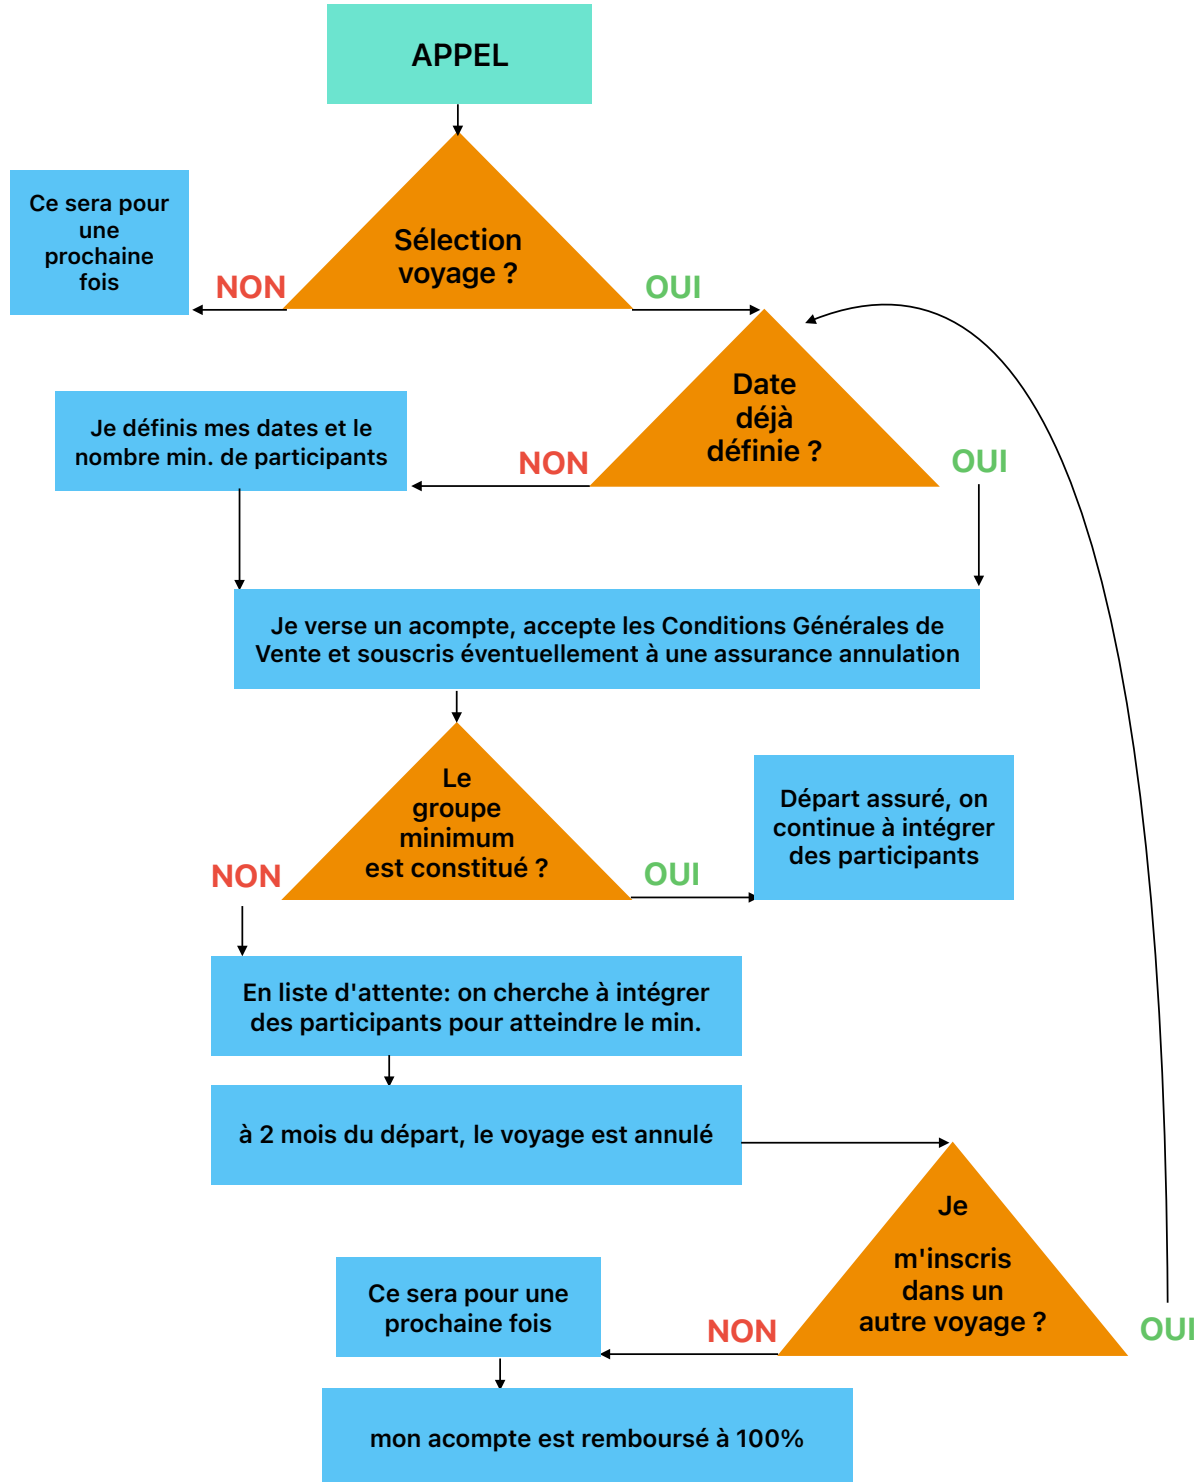 APPEL
Sélection
voyage ?
Ce sera pour
une
prochaine
fois
NON
OUI
Date
déjà
définie ?
Je définis mes dates et le
nombre min. de participants
NON
OUI
Je verse un acompte, accepte les Conditions Générales de
Vente et souscris éventuellement à une assurance annulation
Le
groupe
minimum
est constitué ?
Départ assuré, on
continue à intégrer
des participants
NON
OUI
En liste d'attente: on cherche à intégrer
des participants pour atteindre le min.
à 2 mois du départ, le voyage est annulé
Je
m'inscris
dans un
autre voyage ?
Ce sera pour une
prochaine fois
NON
OUI
mon acompte est remboursé à 100%